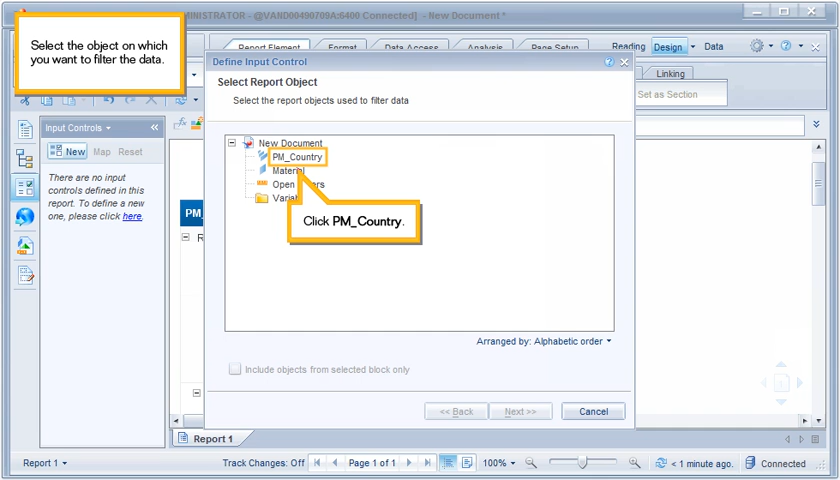 ADMINISTRATOR - @VAND00490709A:6400 Connected] - New Document *
Select the object on which
you want to filter the data.
Report Element Format Data Access Analysis Page Setup Reading Design Data
Define Input Control
Linking
Select Report Object
Select the report objects used to filter data
Set as Section
Input Controls
New Map Reset
There are no input
controls defined in this
report. To define a new
one, please click here.
New Document
PM_Country
Material
Open
Click PM_Country.
PM_
R
Arranged by: Alphabetic order
Include objects from selected block only
<< Back Next >> Cancel
Report 1
Report 1 Track Changes: Off Page 1 of 1 100% < 1 minute ago. Connected